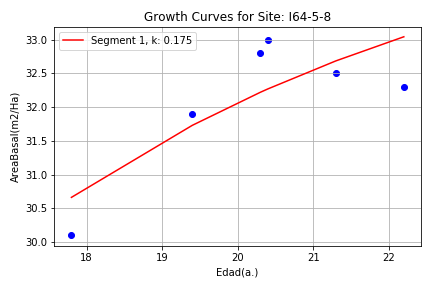 Growth Curves for Site: I64-5-8
Segment 1, k: 0.175
33.0
32.5
32.0
31.5
31.0
30.5
30.0
AreaBasal(m2/Ha)
18 19 20 21 22
Edad(a.)